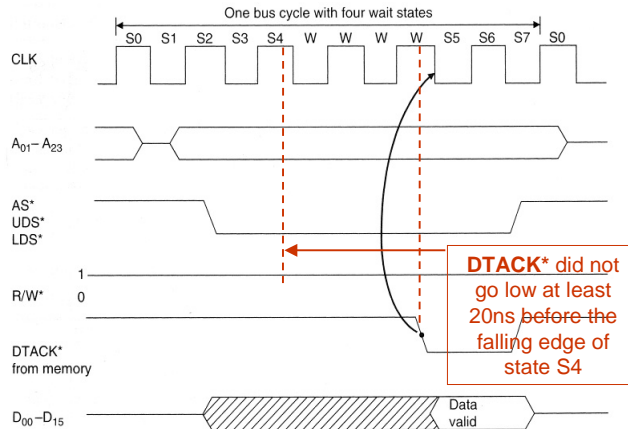 One bus cycle with four wait states
S0 S1 S2 S3 S4 W W W W S5 S6 S7 S0
CLK
A01–A23
AS*
UDS*
LDS*
1
R/W* 0
DTACK*
from memory
DTACK* did not
go low at least
20ns before the
falling edge of
state S4
D00–D15
Data
valid